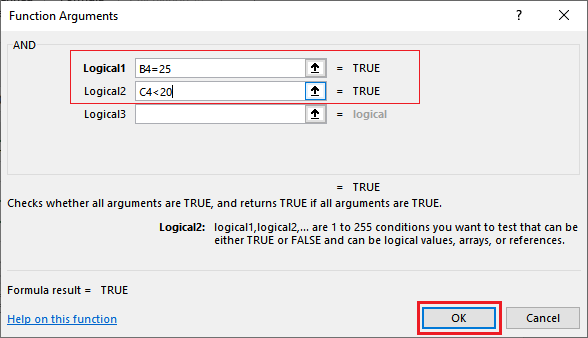 Function Arguments
AND
Logical1 B4=25 = TRUE
Logical2 C4<20 = TRUE
Logical3 = logical
= TRUE
Checks whether all arguments are TRUE, and returns TRUE if all arguments are TRUE.
Logical2: logical1,logical2,... are 1 to 255 conditions you want to test that can be
either TRUE or FALSE and can be logical values, arrays, or references.
Formula result = TRUE
Help on this function
OK Cancel